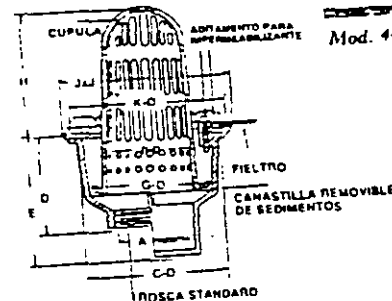 CUPULA
ADITAMENTO PARA
IMPERMEABILIZANTE
Mod. 4
H
J
K-D
FIELTRO
D
E
G-D
CANASTILLA REMOVIBLE
DE SEDIMENTOS
A
C-D
ROSCA STANDARD